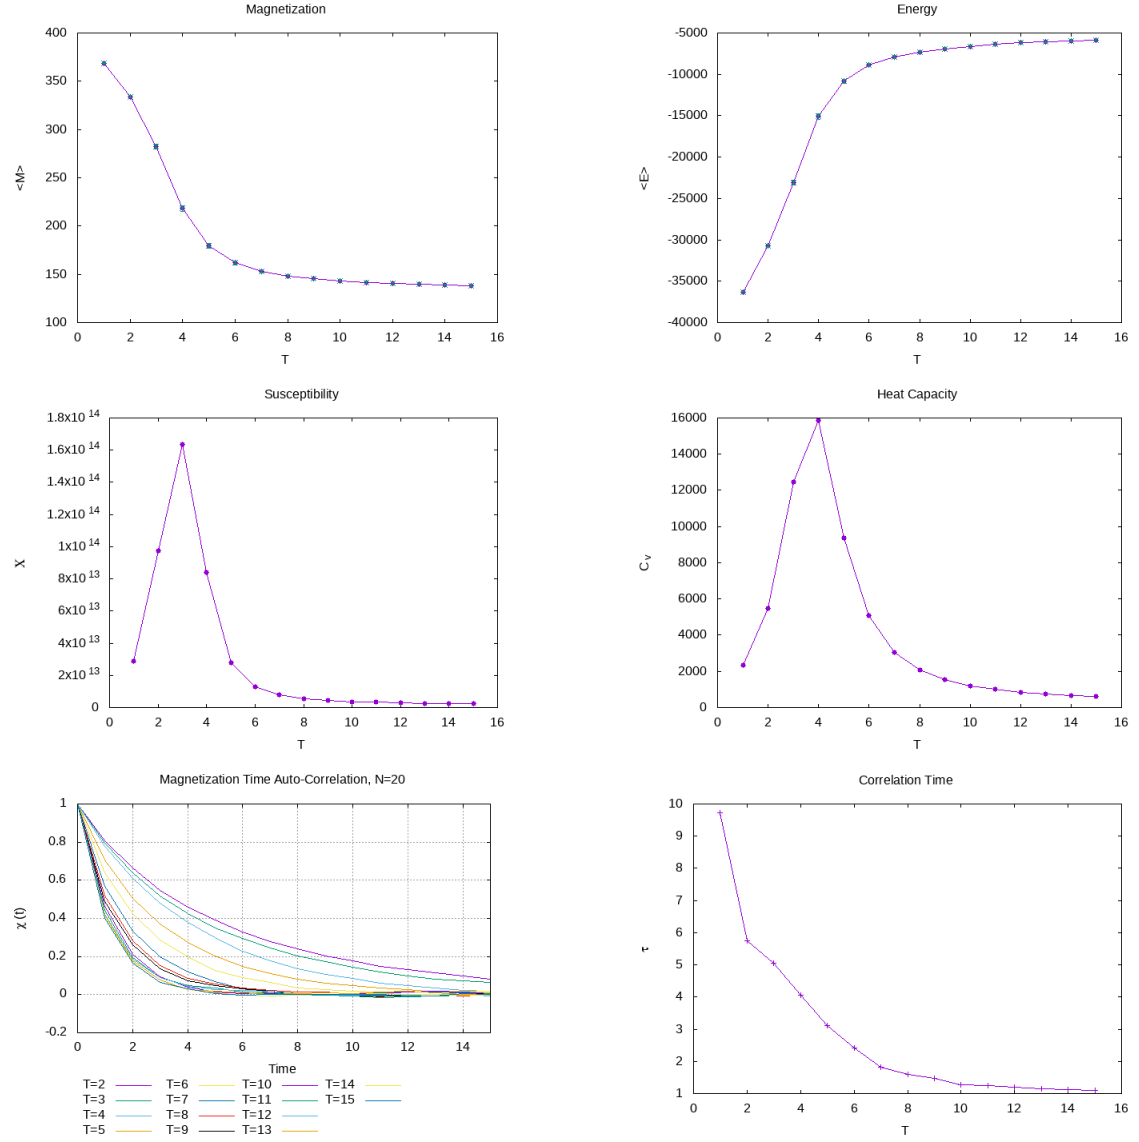 Magnetization
400
350
300
250
200
150
100
0 2 4 6 8 10 12 14 16
<M>
T
Energy
-5000
-10000
-15000
-20000
-25000
-30000
-35000
-40000
0 2 4 6 8 10 12 14 16
<E>
T
Susceptibility
1.8x10 14
1.6x10 14
1.4x10 14
1.2x10 14
1x10 14
8x10 13
6x10 13
4x10 13
2x10 13
0
0 2 4 6 8 10 12 14 16
X
T
Heat Capacity
16000
14000
12000
10000
8000
6000
4000
2000
0
0 2 4 6 8 10 12 14 16
C v
T
Magnetization Time Auto-Correlation, N=20
1
0.8
0.6
0.4
0.2
0
-0.2
0 2 4 6 8 10 12 14
χ (t)
Time
T=2 T=6 T=10 T=14
T=3 T=7 T=11 T=15
T=4 T=8 T=12
T=5 T=9 T=13
Correlation Time
10
9
8
7
6
5
4
3
2
1
0 2 4 6 8 10 12 14 16
τ
T